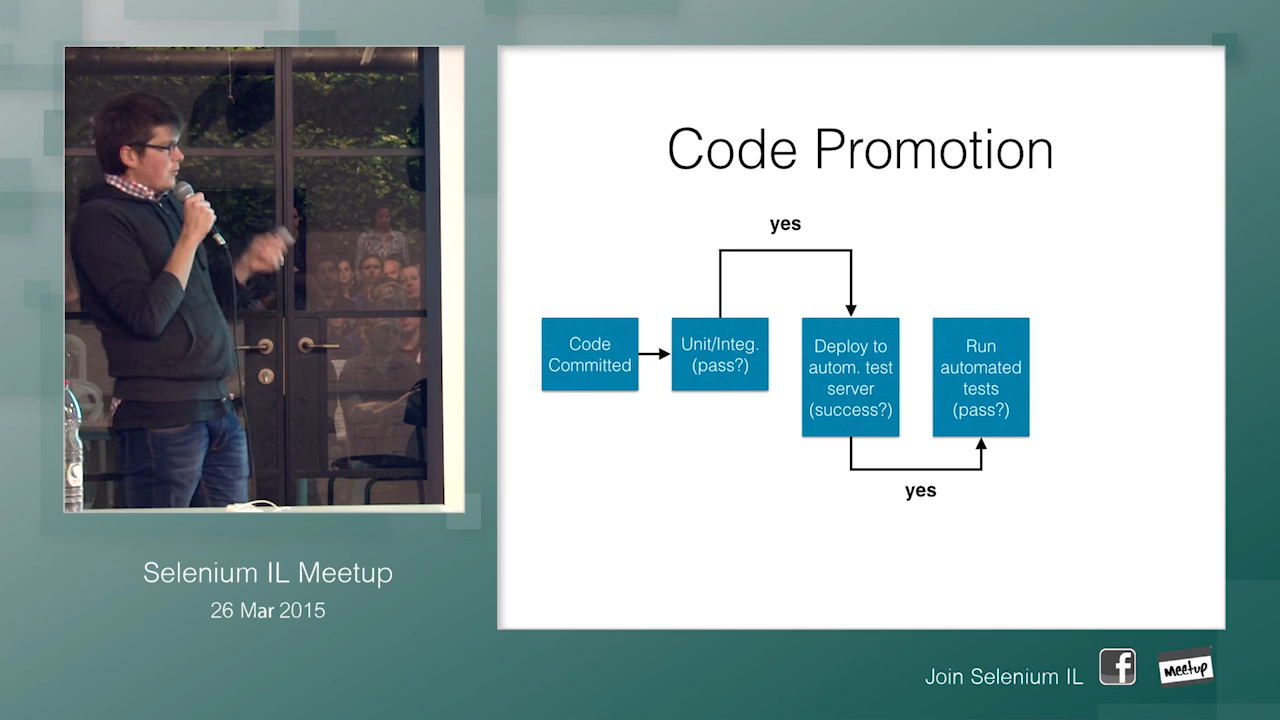 Code Promotion
yes
Code
Committed
Unit/Integ.
(pass?)
Deploy to
autom. test
server
(success?)
Run
automated
tests
(pass?)
yes
Selenium IL Meetup
26 Mar 2015
Join Selenium IL
f
Meetup